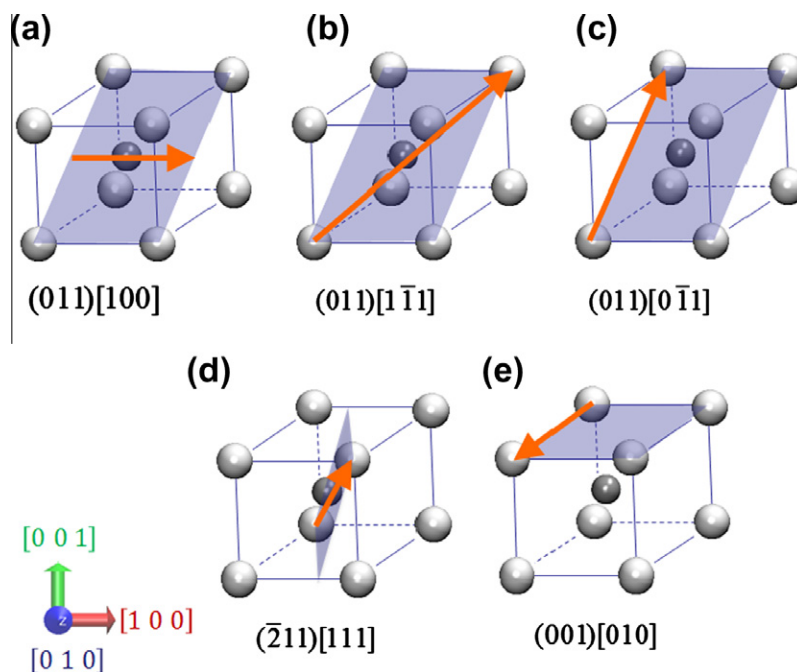 (a)
(b)
(c)
(011)[100]
(011)[11̅1]
(011)[01̅1]
(d)
(e)
[0 0 1]
z
[1 0 0]
[0 1 0]
(2̅11)[111]
(001)[010]